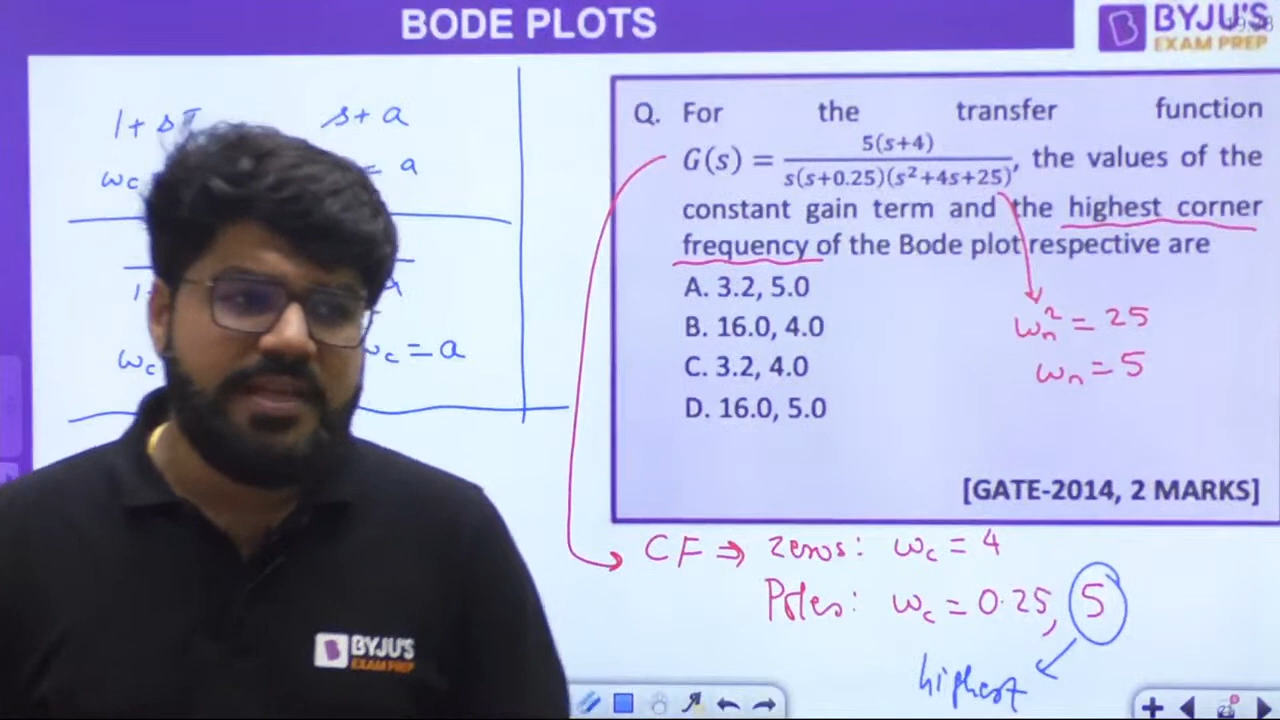 BODE PLOTS
BYJU'S
EXAM PREP
s + a
ωc = a
ωc = a
Q. For the transfer function
G(s) = 5(s+4) / s(s+0.25)(s²+4s+25), the values of the
constant gain term and the highest corner
frequency of the Bode plot respective are
A. 3.2, 5.0
B. 16.0, 4.0
C. 3.2, 4.0
D. 16.0, 5.0
[GATE-2014, 2 MARKS]
ωn² = 25
ωn = 5
CF ⇒ Zeros: ωc = 4
Poles: ωc = 0.25, 5
highest
BYJU'S
EXAM PREP